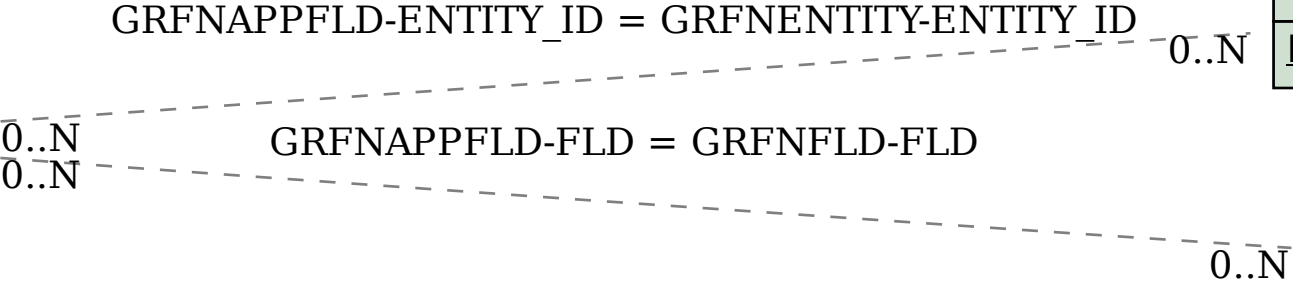 GRFNAPPFLD-ENTITY_ID = GRFNENTITY-ENTITY_ID
0..N
0..N
GRFNAPPFLD-FLD = GRFNFLD-FLD
0..N
0..N